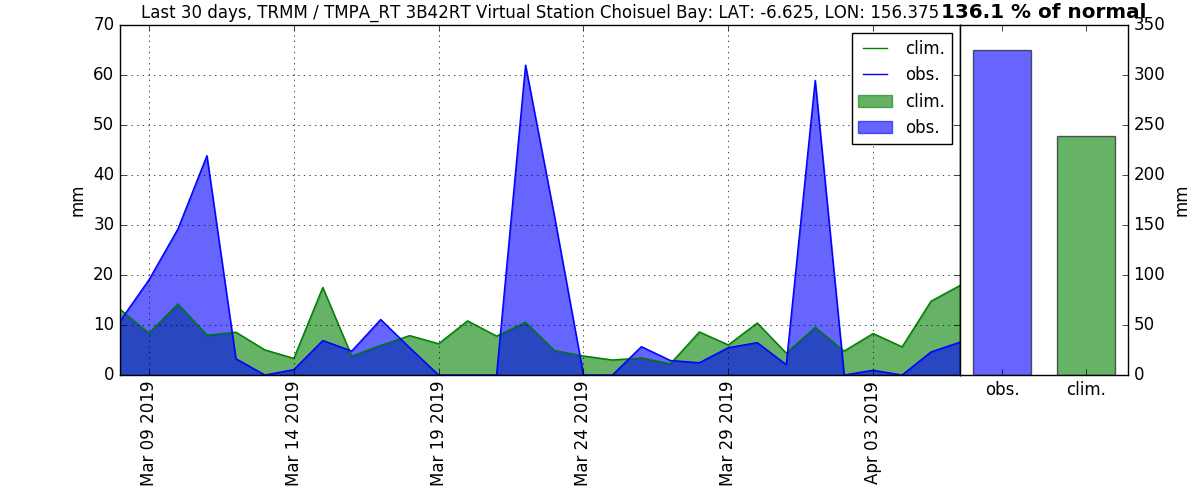 Last 30 days, TRMM / TMPA_RT 3B42RT Virtual Station Choisuel Bay: LAT: -6.625, LON: 156.375
136.1 % of normal
70
60
50
40
30
20
10
0
mm
clim.
obs.
clim.
obs.
350
300
250
200
150
100
50
0
mm
obs.
clim.
Mar 09 2019
Mar 14 2019
Mar 19 2019
Mar 24 2019
Mar 29 2019
Apr 03 2019